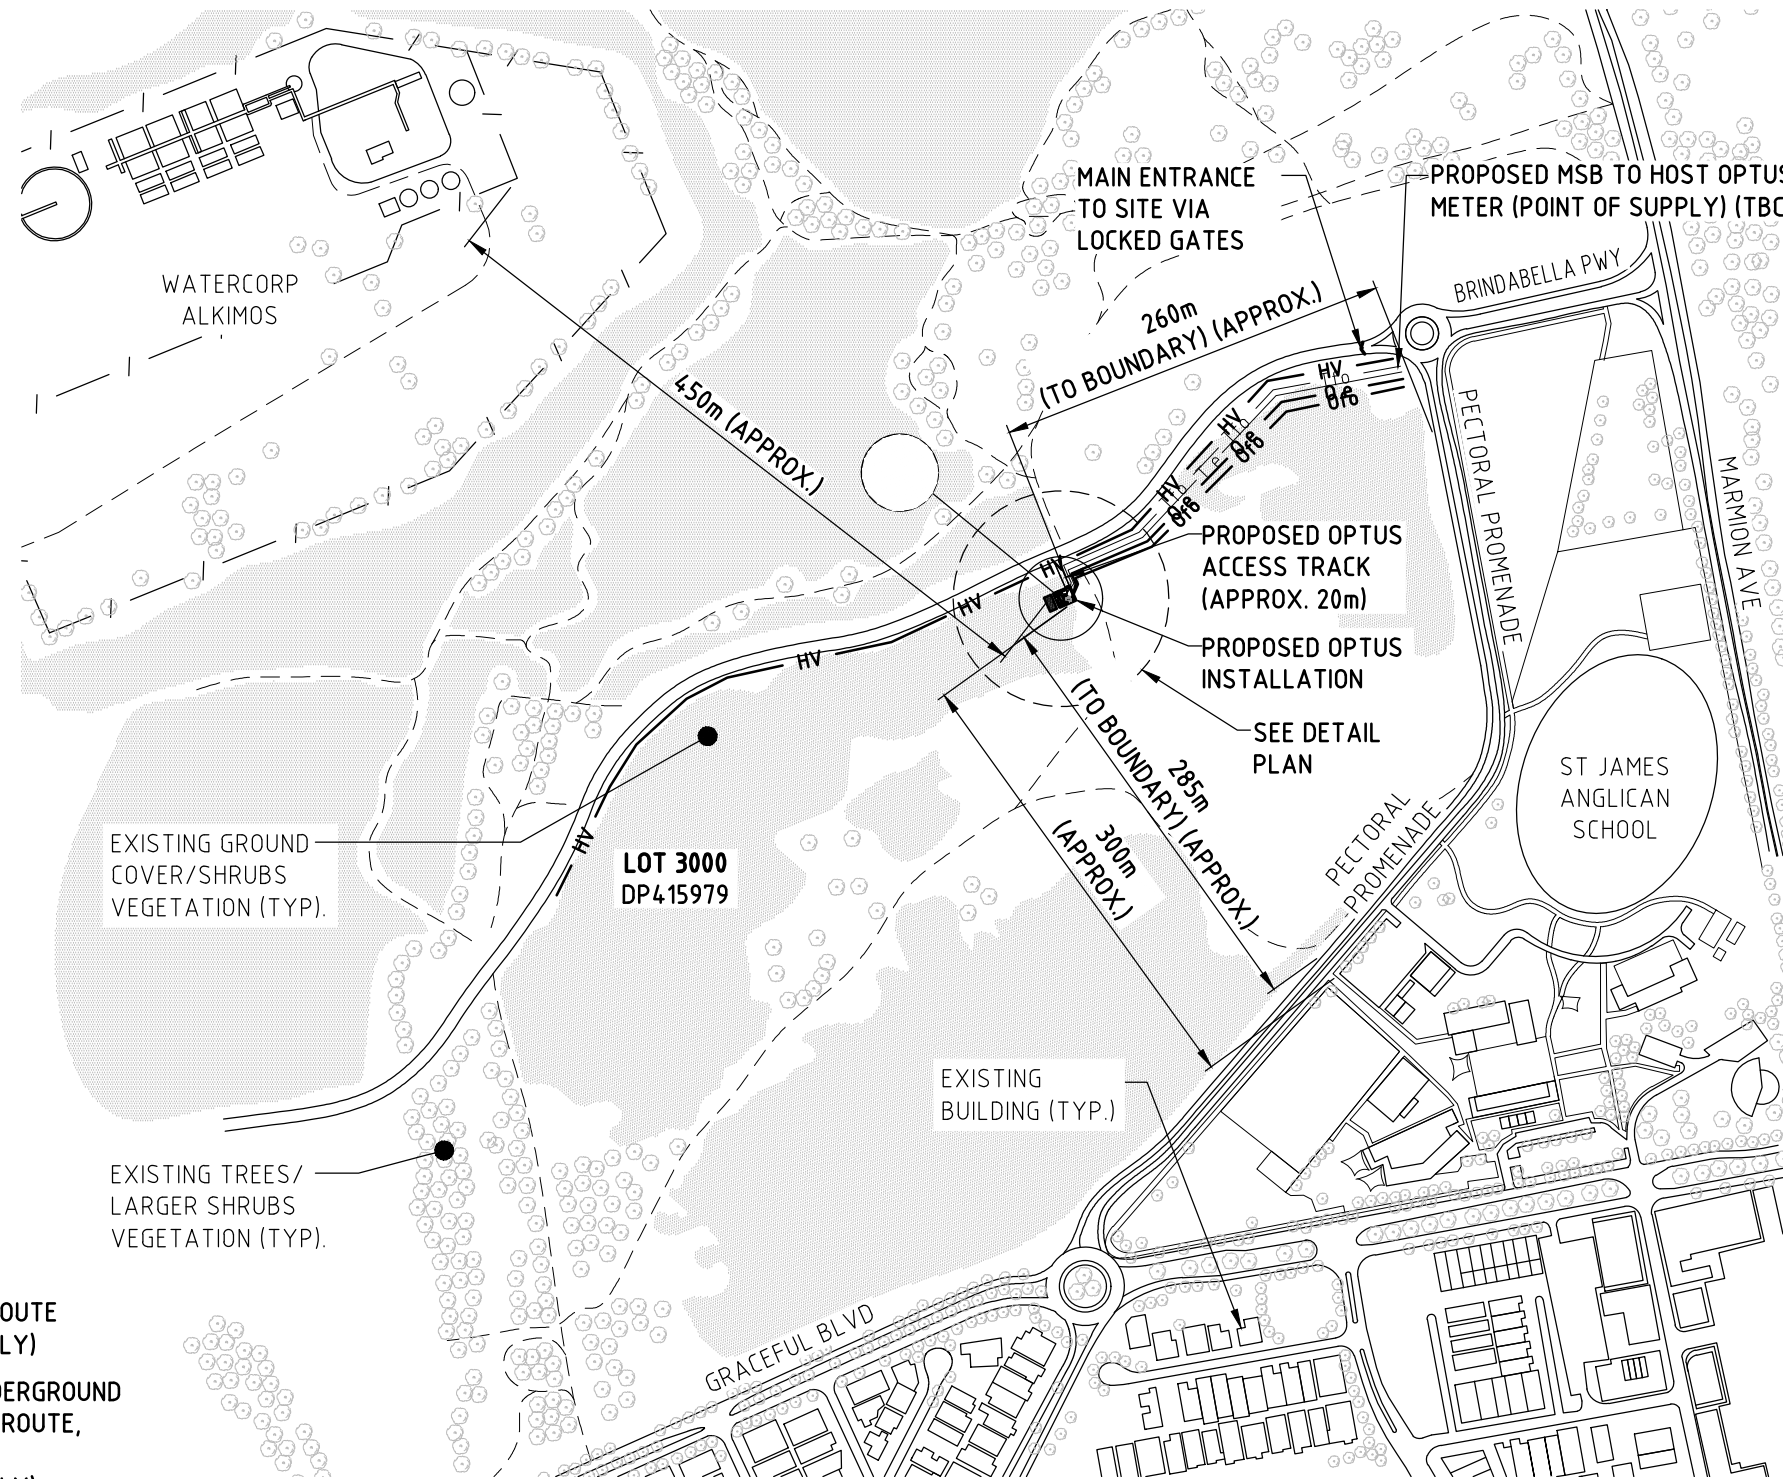 MAIN ENTRANCE
TO SITE VIA
LOCKED GATES
PROPOSED MSB TO HOST OPTUS
METER (POINT OF SUPPLY) (TBC
WATERCORP
ALKIMOS
BRINDABELLA PWY
260m
(TO BOUNDARY) (APPROX.)
450m (APPROX.)
HV
HV
HV
HV
HV
HV
HV
PECTORAL PROMENADE
MARMION AVE
PROPOSED OPTUS
ACCESS TRACK
(APPROX. 20m)
PROPOSED OPTUS
INSTALLATION
SEE DETAIL
PLAN
285m
(TO BOUNDARY) (APPROX.)
300m
(APPROX.)
ST JAMES
ANGLICAN
SCHOOL
PECTORAL
PROMENADE
EXISTING GROUND
COVER/SHRUBS
VEGETATION (TYP).
LOT 3000
DP415979
EXISTING
BUILDING (TYP.)
EXISTING TREES/
LARGER SHRUBS
VEGETATION (TYP).
GRACEFUL BLVD
OUTE
LY)
DERGROUND
ROUTE,